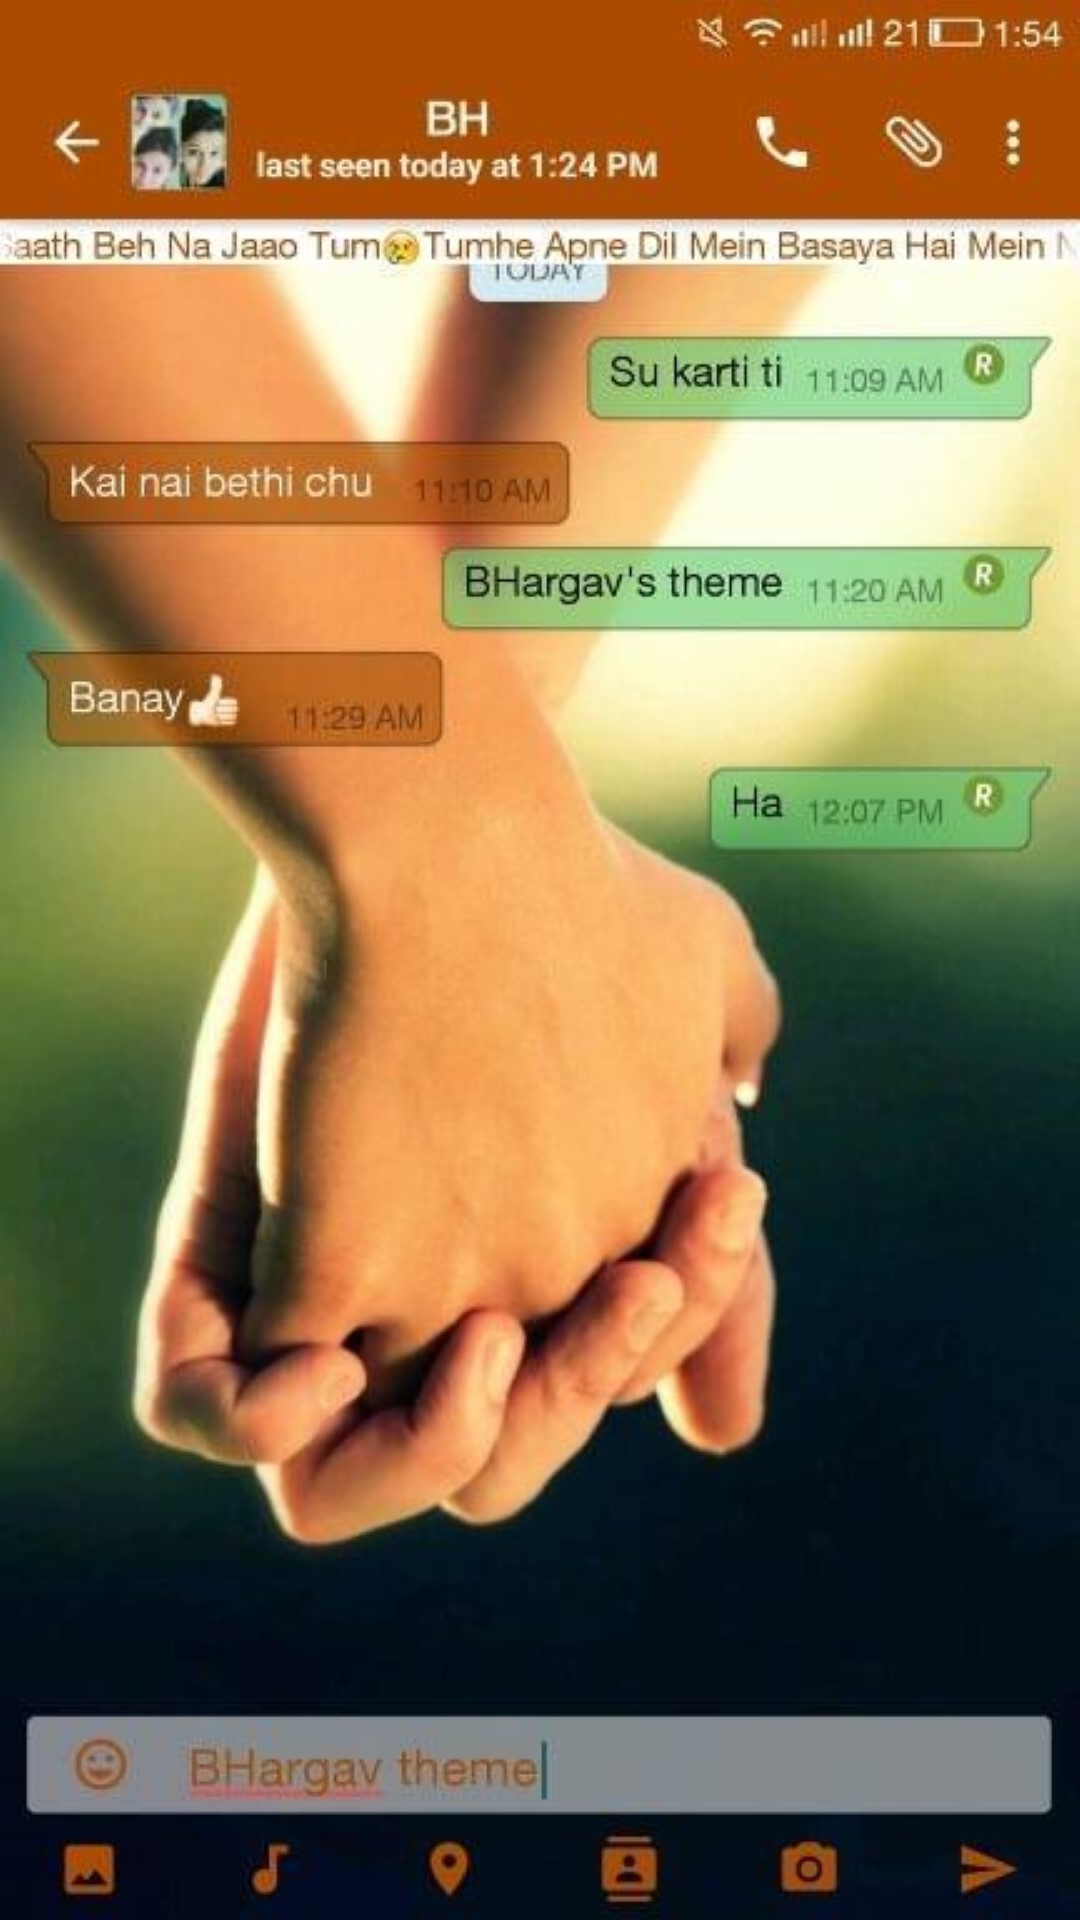 21 1:54
BH
last seen today at 1:24 PM
aath Beh Na Jaao Tum😢Tumhe Apne Dil Mein Basaya Hai Mein N
TODAY
Su karti ti 11:09 AM R
Kai nai bethi chu 11:10 AM
BHargav's theme 11:20 AM R
Banay👍 11:29 AM
Ha 12:07 PM R
BHargav theme